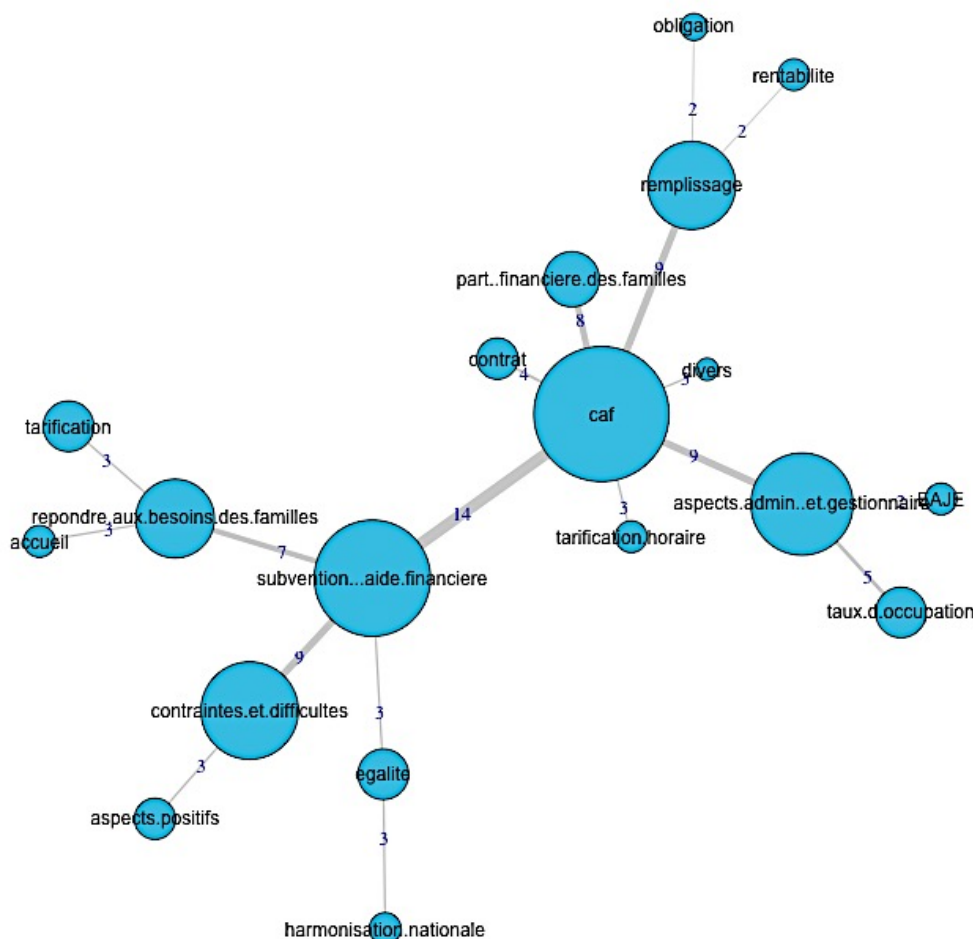 obligation
rentabilite
2
2
remplissage
9
part..financiere.des.familles
8
contrat
4
divers
3
caf
tarification
9
3
aspects.admin..et.gestionnaire
2
EAJE
14
3
repondre.aux.besoins.des.familles
3
accueil
7
tarification.horaire
subvention...aide.financiere
5
taux.d.occupation
9
contraintes.et.difficultes
3
3
egalite
aspects.positifs
3
harmonisation.nationale